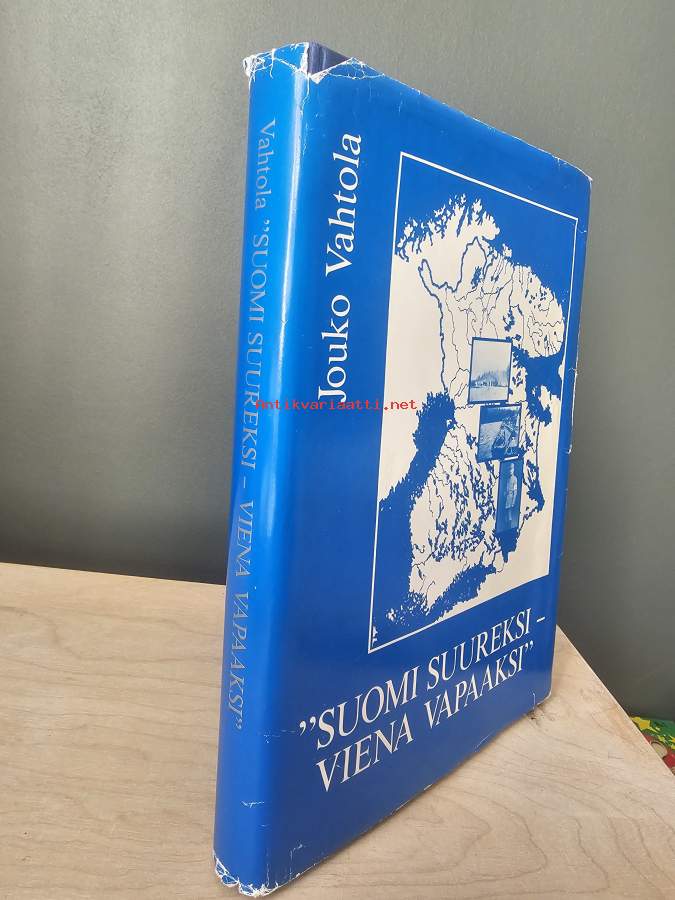 Vahtola ”SUOMI SUUREKSI – VIENA VAPAAKSI”
Jouko Vahtola
antikvariaatti.net
”SUOMI SUUREKSI –
VIENA VAPAAKSI”